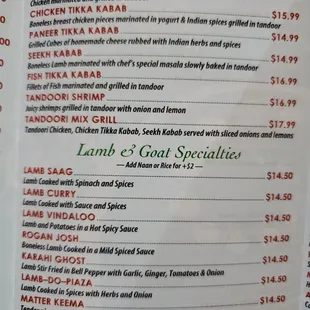 Chicken marinated and grilled in tandoor
CHICKEN TIKKA KABAB $15.99
Boneless breast chicken pieces marinated in yogurt & Indian spices grilled in tandoor
PANEER TIKKA KABAB $14.99
Grilled Cubes of homemade cheese rubbed with Indian herbs and spices
SEEKH KABAB $14.99
Boneless Lamb marinated with chef's special masala slowly baked in tandoor
FISH TIKKA KABAB $16.99
Fillets of Fish marinated and grilled in tandoor
TANDOORI SHRIMP $16.99
Juicy shrimps grilled in tandoor with onion and lemon
TANDOORI MIX GRILL $17.99
Tandoori Chicken, Chicken Tikka Kabab, Seekh Kabab served with sliced onions and lemons
Lamb & Goat Specialties
— Add Naan or Rice for +$2 —
LAMB SAAG $14.50
Lamb Cooked with Spinach and Spices
LAMB CURRY $14.50
Lamb Cooked with Sauce and Spices
LAMB VINDALOO $14.50
Lamb and Potatoes in a Hot Spicy Sauce
ROGAN JOSH $14.50
Boneless Lamb Cooked in a Mild Spiced Sauce
KARAHI GHOST $14.50
Lamb Stir Fried in Bell Pepper with Garlic, Ginger, Tomatoes & Onion
LAMB-DO-PIAZA $14.50
Lamb Cooked in Spices with Herbs and Onion
MATTER KEEMA $14.50